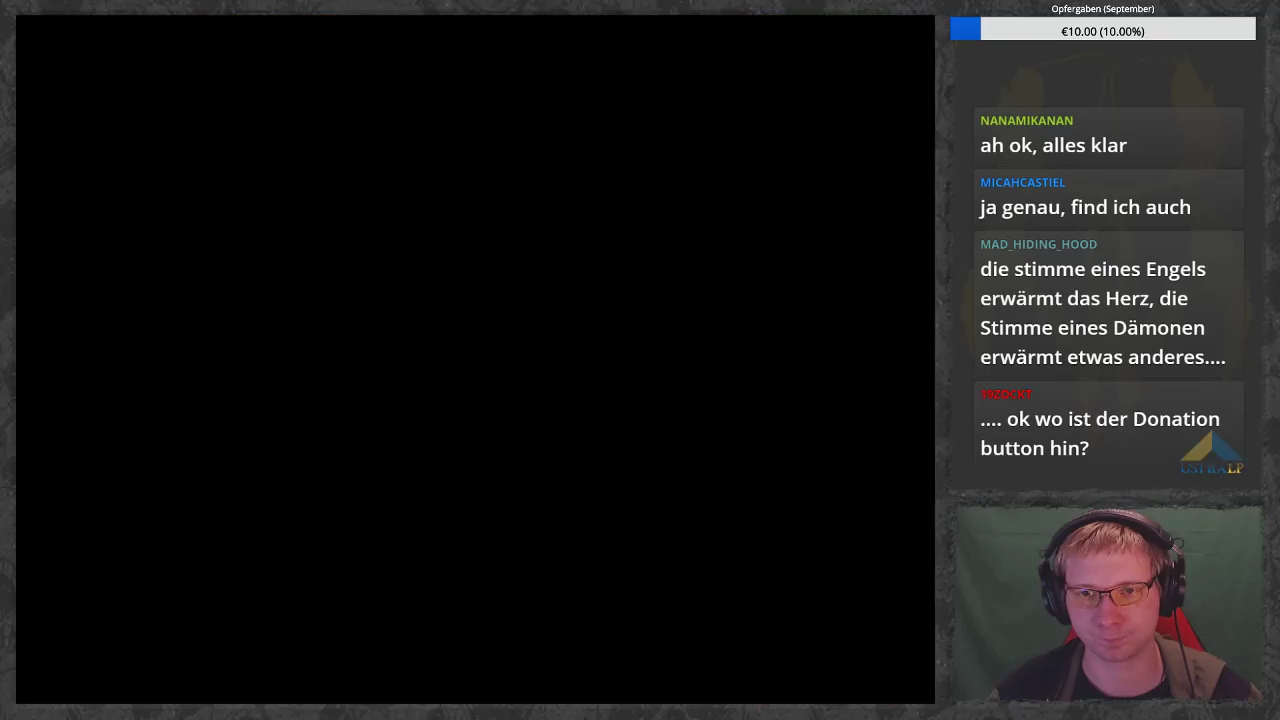 Opfergaben (September)
€10.00 (10.00%)
NANAMIKANAN
ah ok, alles klar
MICAHCASTIEL
ja genau, find ich auch
MAD_HIDING_HOOD
die stimme eines Engels
erwärmt das Herz, die
Stimme eines Dämonen
erwärmt etwas anderes....
19ZOCKT
.... ok wo ist der Donation
button hin?
USTRALP